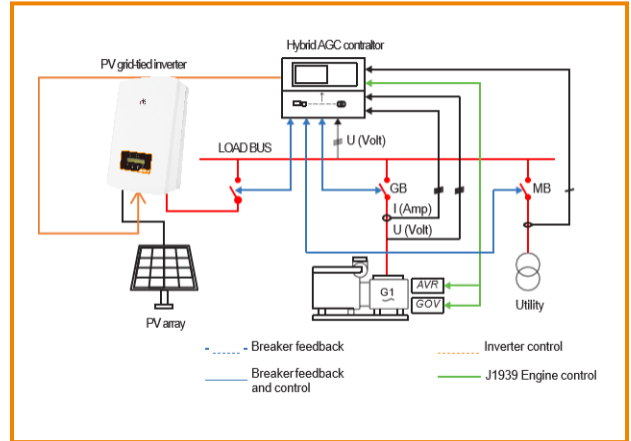 Hybrid AGC contraltor
PV grid-tied inverter
U (Volt)
LOAD BUS
GB
MB
I (Amp)
U (Volt)
G1
AVR
GOV
Utility
PV array
Breaker feedback
Inverter control
Breaker feedback
and control
J1939 Engine control